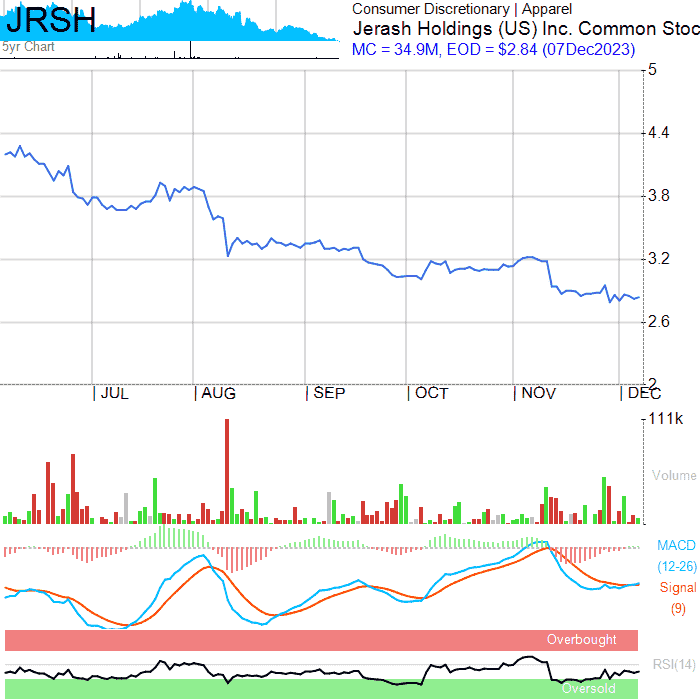 JRSH
5yr Chart
Consumer Discretionary | Apparel
Jerash Holdings (US) Inc. Common Stoc
MC = 34.9M, EOD = $2.84 (07Dec2023)
5
4.4
3.8
3.2
2.6
2
JUL AUG SEP OCT NOV DEC
111k
Volume
MACD
(12-26)
Signal
(9)
Overbought
RSI(14)
Oversold